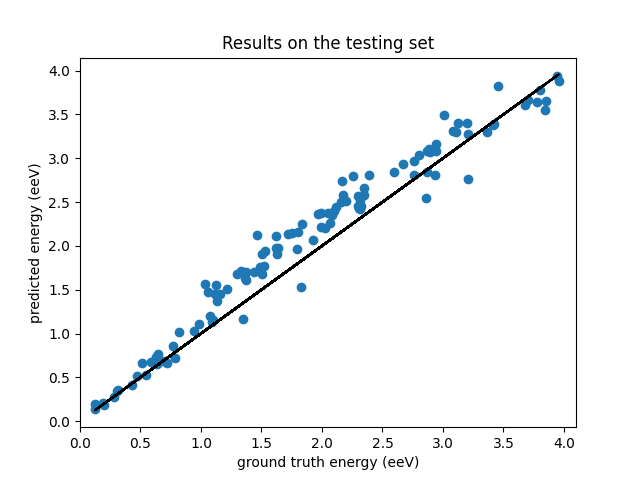 Results on the testing set
predicted energy (eeV)
4.0
3.5
3.0
2.5
2.0
1.5
1.0
0.5
0.0
0.0 0.5 1.0 1.5 2.0 2.5 3.0 3.5 4.0
ground truth energy (eeV)